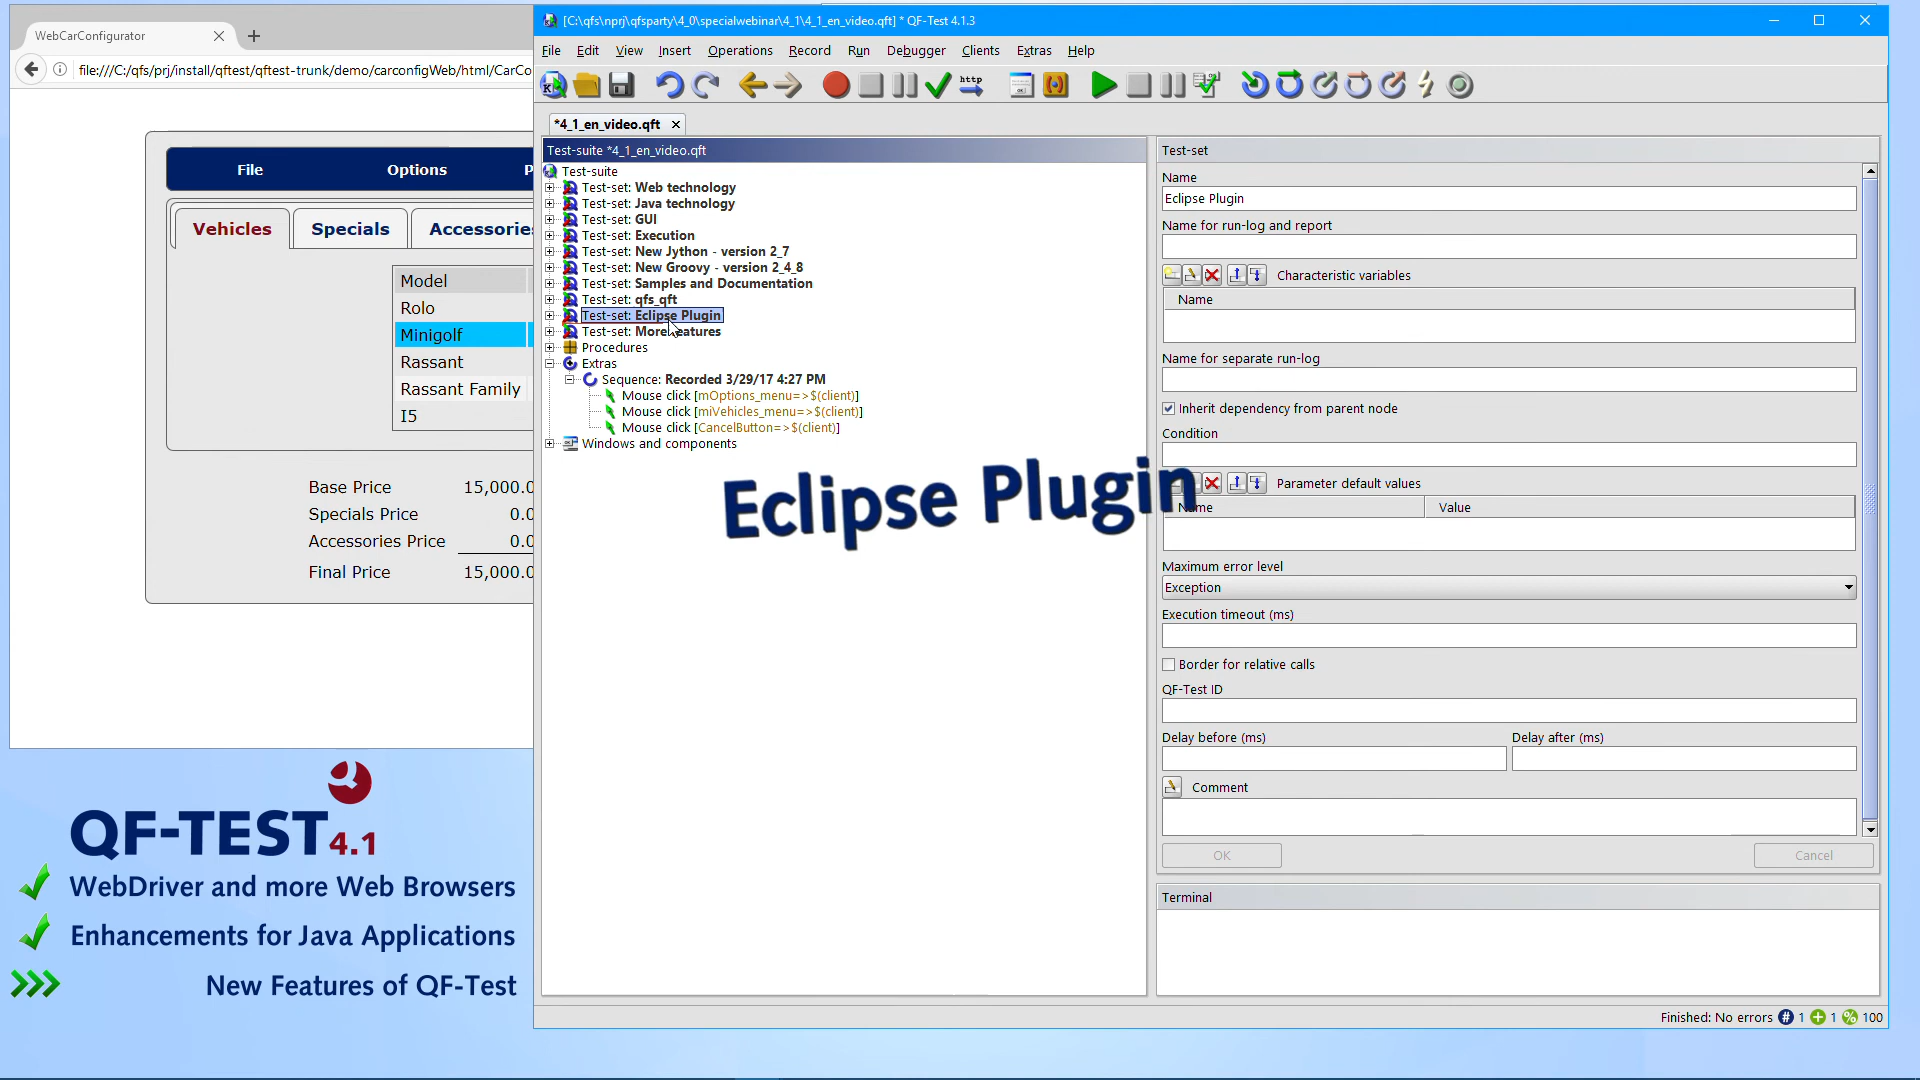 WebCarConfigurator
file:///C:/qfs/prj/install/qftest/qftest-trunk/demo/carconfigWeb/html/CarCo
File Options
Vehicles Specials Accessorie
Model
Rolo
Minigolf
Rassant
Rassant Family
I5
Base Price 15,000.0
Specials Price 0.0
Accessories Price 0.0
Final Price 15,000.0
QF-TEST 4.1
WebDriver and more Web Browsers
Enhancements for Java Applications
New Features of QF-Test
[C:\qfs\nprj\qfsparty\4_0\specialwebinar\4_1\4_1_en_video.qft] * QF-Test 4.1.3
File Edit View Insert Operations Record Run Debugger Clients Extras Help
http
*4_1_en_video.qft
Test-suite *4_1_en_video.qft
Test-suite
Test-set: Web technology
Test-set: Java technology
Test-set: GUI
Test-set: Execution
Test-set: New Jython - version 2_7
Test-set: New Groovy - version 2_4_8
Test-set: Samples and Documentation
Test-set: qfs_qft
Test-set: Eclipse Plugin
Test-set: More features
Procedures
Extras
Sequence: Recorded 3/29/17 4:27 PM
Mouse click [mOptions_menu=>$(client)]
Mouse click [miVehicles_menu=>$(client)]
Mouse click [CancelButton=>$(client)]
Windows and components
Eclipse Plugin
Test-set
Name
Eclipse Plugin
Name for run-log and report
Characteristic variables
Name
Name for separate run-log
Inherit dependency from parent node
Condition
Parameter default values
Name Value
Maximum error level
Exception
Execution timeout (ms)
Border for relative calls
QF-Test ID
Delay before (ms) Delay after (ms)
Comment
OK Cancel
Terminal
Finished: No errors # 1 1 % 100